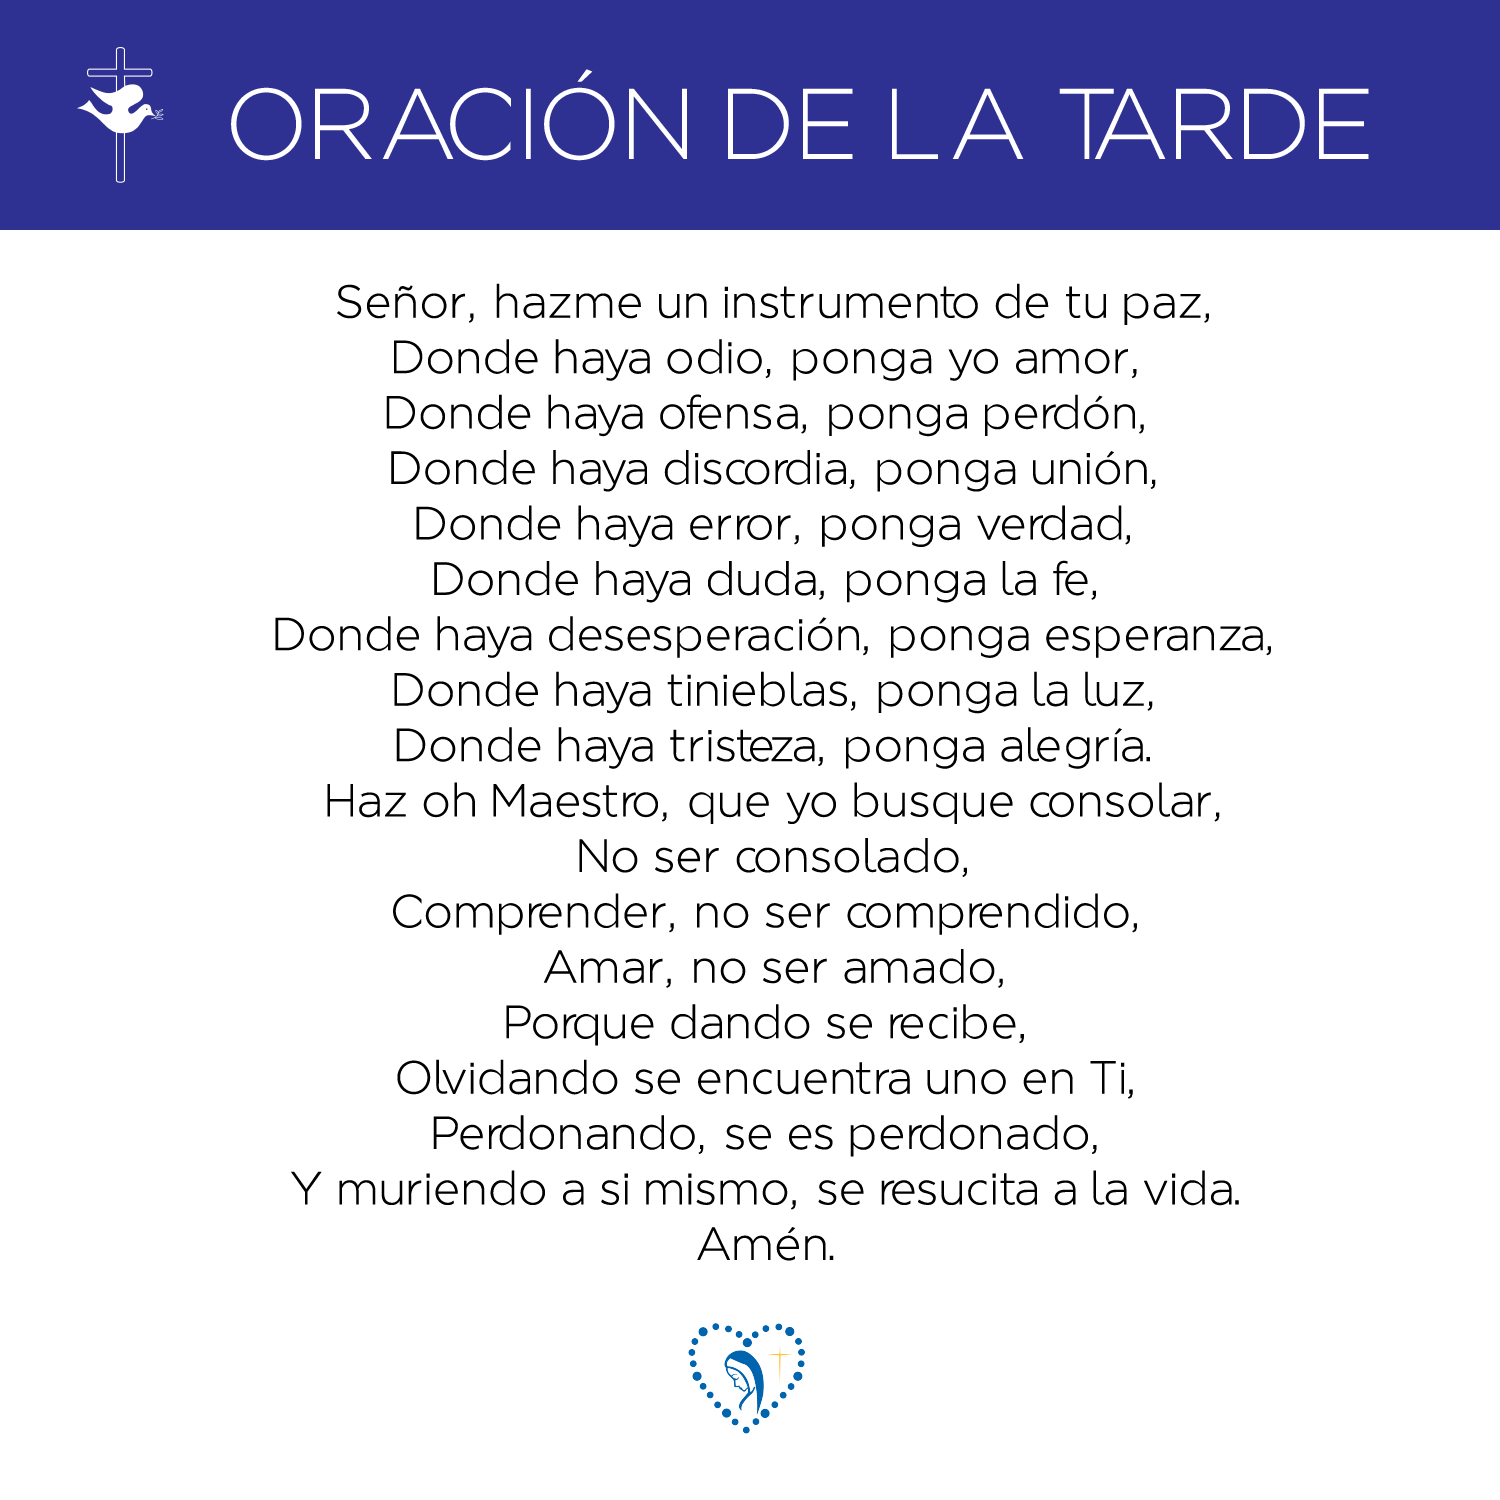 ORACIÓN DE LA TARDE
Señor, hazme un instrumento de tu paz,
Donde haya odio, ponga yo amor,
Donde haya ofensa, ponga perdón,
Donde haya discordia, ponga unión,
Donde haya error, ponga verdad,
Donde haya duda, ponga la fe,
Donde haya desesperación, ponga esperanza,
Donde haya tinieblas, ponga la luz,
Donde haya tristeza, ponga alegría.
Haz oh Maestro, que yo busque consolar,
No ser consolado,
Comprender, no ser comprendido,
Amar, no ser amado,
Porque dando se recibe,
Olvidando se encuentra uno en Ti,
Perdonando, se es perdonado,
Y muriendo a si mismo, se resucita a la vida.
Amén.